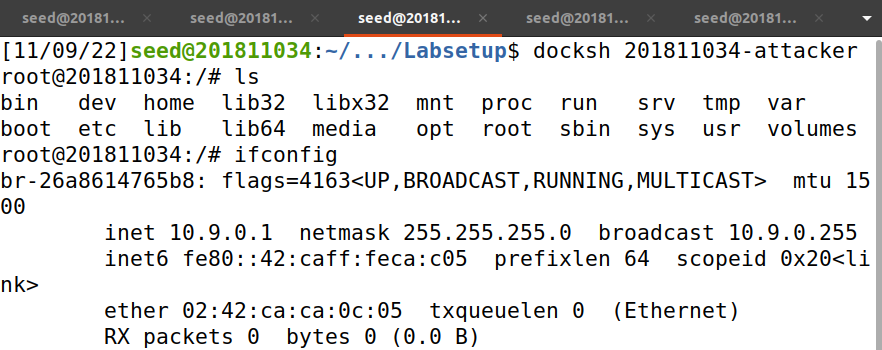 seed@20181... × seed@20181... × seed@20181... × seed@20181... × seed@20181... ×
[11/09/22]seed@201811034:~/.../Labsetup$ docksh 201811034-attacker
root@201811034:/# ls
bin dev home lib32 libx32 mnt proc run srv tmp var
boot etc lib lib64 media opt root sbin sys usr volumes
root@201811034:/# ifconfig
br-26a8614765b8: flags=4163<UP,BROADCAST,RUNNING,MULTICAST> mtu 15
00
inet 10.9.0.1 netmask 255.255.255.0 broadcast 10.9.0.255
inet6 fe80::42:caff:feca:c05 prefixlen 64 scopeid 0x20<li
nk>
ether 02:42:ca:ca:0c:05 txqueuelen 0 (Ethernet)
RX packets 0 bytes 0 (0.0 B)